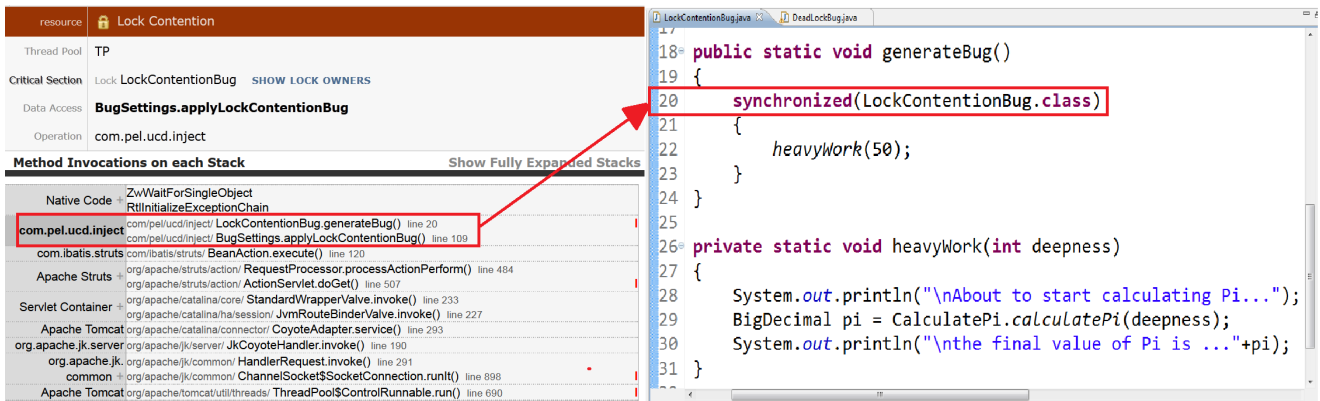 resource Lock Contention
Thread Pool TP
Critical Section Lock LockContentionBug SHOW LOCK OWNERS
Data Access BugSettings.applyLockContentionBug
Operation com.pel.ucd.inject
Method Invocations on each Stack Show Fully Expanded Stacks
Native Code + ZwWaitForSingleObject
RtlInitializeExceptionChain
com.pel.ucd.inject com/pel/ucd/inject/ LockContentionBug.generateBug() line 20
com/pel/ucd/inject/ BugSettings.applyLockContentionBug() line 109
com.ibatis.struts com/ibatis/struts/ BeanAction.execute() line 120
Apache Struts + org/apache/struts/action/ RequestProcessor.processActionPerform() line 484
org/apache/struts/action/ ActionServlet.doGet() line 507
Servlet Container + org/apache/catalina/core/ StandardWrapperValve.invoke() line 233
org/apache/catalina/ha/session/ JvmRouteBinderValve.invoke() line 227
Apache Tomcat org/apache/catalina/connector/ CoyoteAdapter.service() line 293
org.apache.jk.server org/apache/jk/server/ JkCoyoteHandler.invoke() line 190
org.apache.jk. org/apache/jk/common/ HandlerRequest.invoke() line 291
common + org/apache/jk/common/ ChannelSocket$SocketConnection.runIt() line 898
Apache Tomcat org/apache/tomcat/util/threads/ ThreadPool$ControlRunnable.run() line 690
LockContentionBug.java DeadLockBug.java
17
18 public static void generateBug()
19 {
20 synchronized(LockContentionBug.class)
21 {
22 heavyWork(50);
23 }
24 }
25
26 private static void heavyWork(int deepness)
27 {
28 System.out.println("\nAbout to start calculating Pi...");
29 BigDecimal pi = CalculatePi.calculatePi(deepness);
30 System.out.println("\nthe final value of Pi is ..."+pi);
31 }